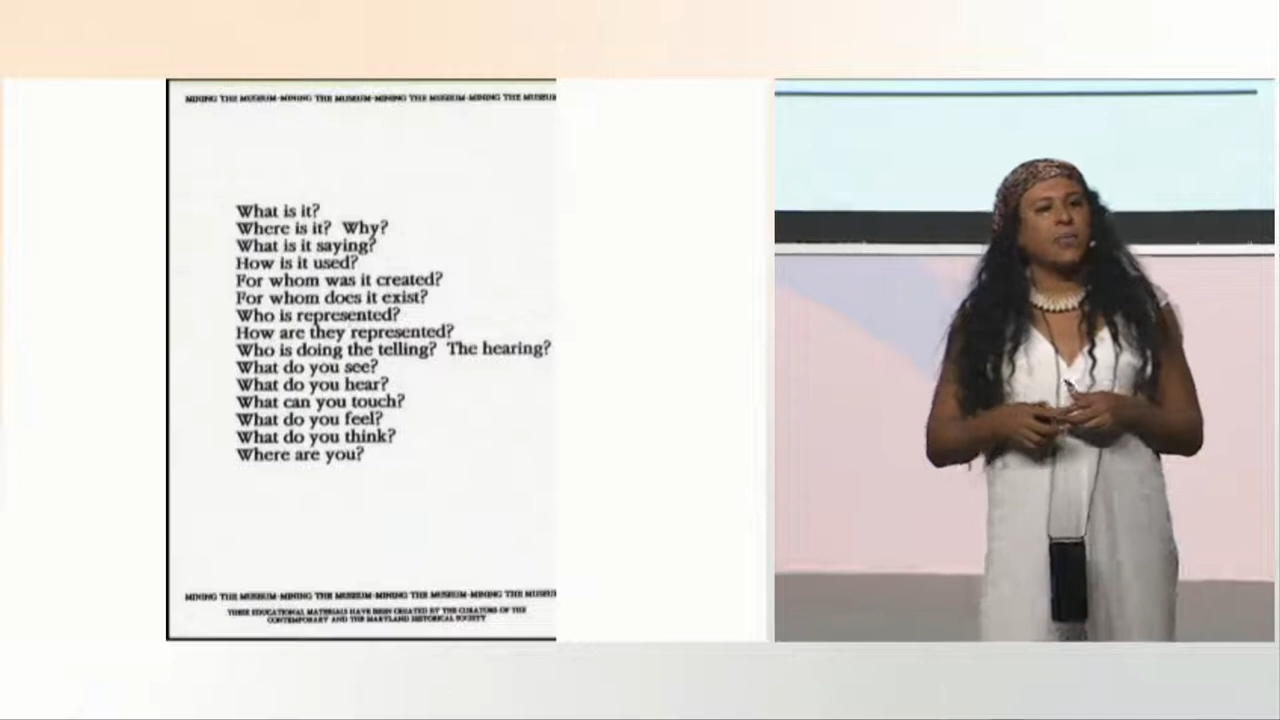 MINING THE MUSEUM·MINING THE MUSEUM·MINING THE MUSEUM·MINING THE MUSEUM
What is it?
Where is it? Why?
What is it saying?
How is it used?
For whom was it created?
For whom does it exist?
Who is represented?
How are they represented?
Who is doing the telling? The hearing?
What do you see?
What do you hear?
What can you touch?
What do you feel?
What do you think?
Where are you?
MINING THE MUSEUM·MINING THE MUSEUM·MINING THE MUSEUM·MINING THE MUSEUM
THESE EDUCATIONAL MATERIALS HAVE BEEN CREATED BY THE CURATORS OF THE
CONTEMPORARY AND THE MARYLAND HISTORICAL SOCIETY